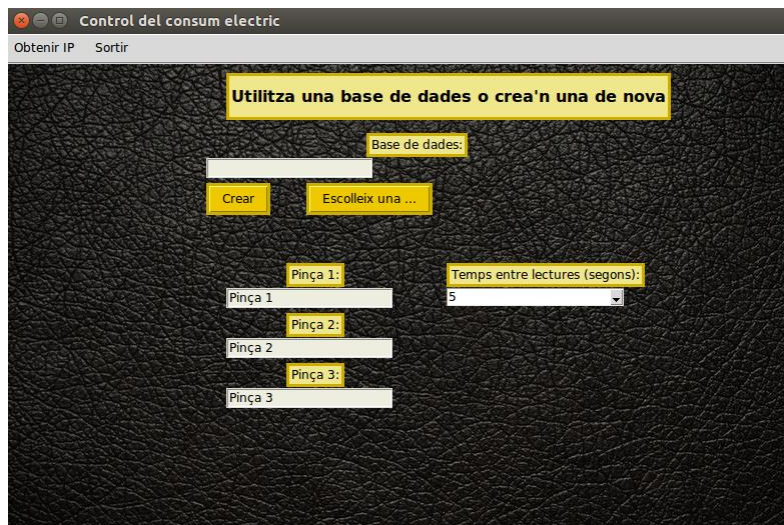 Control del consum electric
Obtenir IP Sortir
Utilitza una base de dades o crea'n una de nova
Base de dades:
Crear Escolleix una ...
Pinça 1: Temps entre lectures (segons):
Pinça 1 5
Pinça 2:
Pinça 2
Pinça 3:
Pinça 3